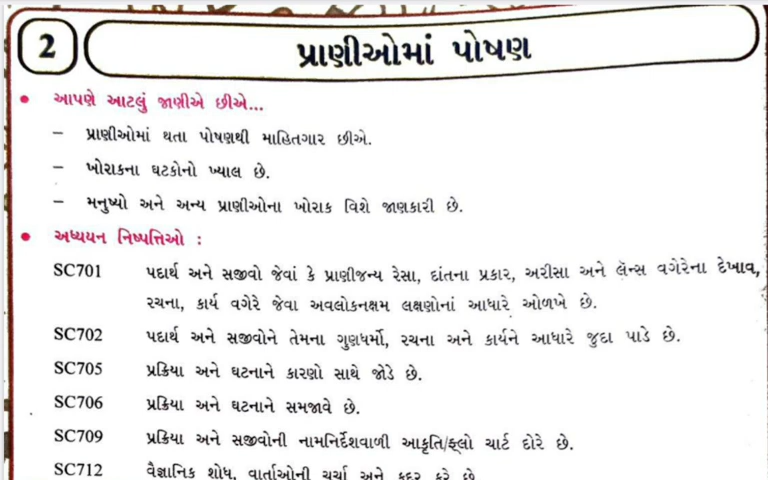 2
પ્રાણીઓમાં પોષણ
• આપણે આટલું જાણીએ છીએ...
– પ્રાણીઓમાં થતા પોષણથી માહિતગાર છીએ.
– ખોરાકના ઘટકોનો ખ્યાલ છે.
– મનુષ્યો અને અન્ય પ્રાણીઓના ખોરાક વિશે જાણકારી છે.
• અધ્યયન નિષ્પત્તિઓ :
SC701 પદાર્થ અને સજીવો જેવાં કે પ્રાણીજન્ય રેસા, દાંતના પ્રકાર, અરીસા અને લૅન્સ વગેરેના દેખાવ,
રચના, કાર્ય વગેરે જેવા અવલોકનક્ષમ લક્ષણોનાં આધારે ઓળખે છે.
SC702 પદાર્થ અને સજીવોને તેમના ગુણધર્મો, રચના અને કાર્યને આધારે જુદા પાડે છે.
SC705 પ્રક્રિયા અને ઘટનાને કારણો સાથે જોડે છે.
SC706 પ્રક્રિયા અને ઘટનાને સમજાવે છે.
SC709 પ્રક્રિયા અને સજીવોની નામનિર્દેશવાળી આકૃતિ/ફ્લો ચાર્ટ દોરે છે.
SC712 વૈજ્ઞાનિક શોધ, વાર્તાઓની ચર્ચા અને કદર કરે છે